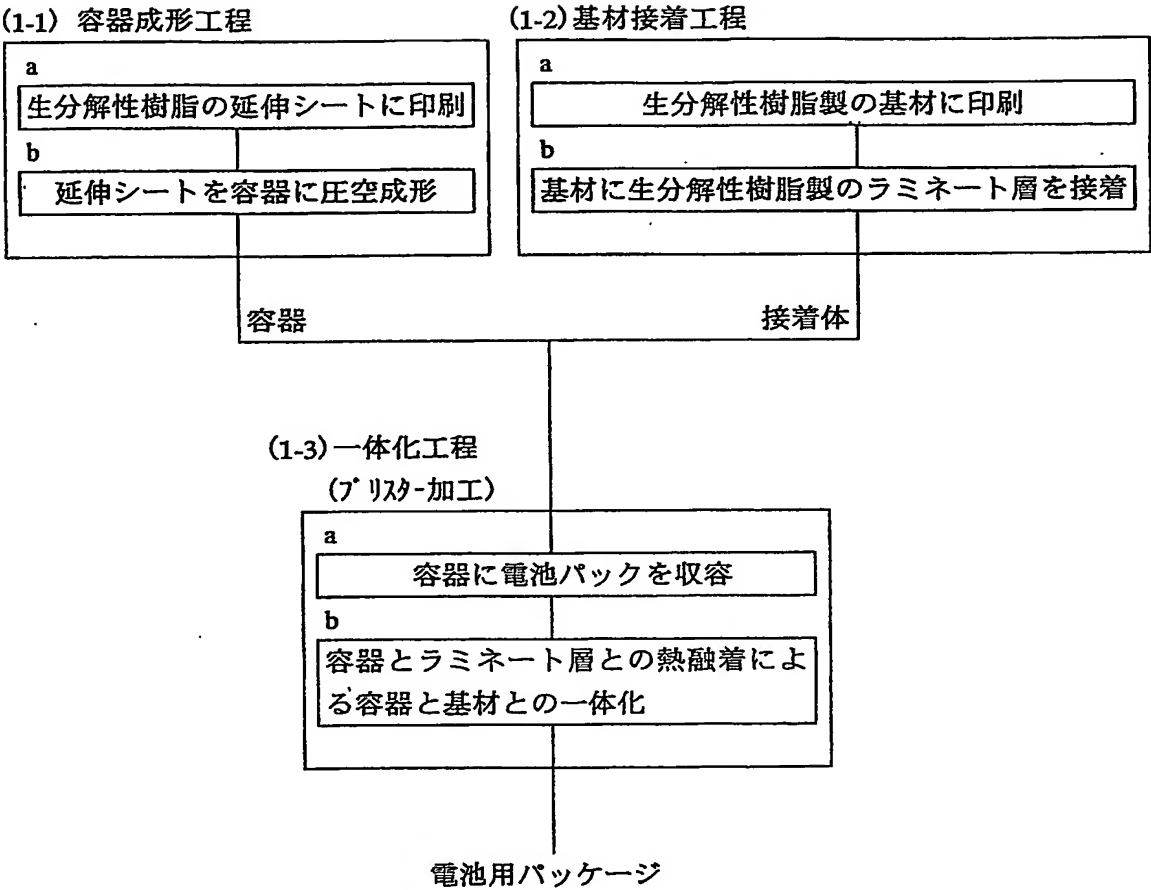 (1-1) 容器成形工程
a
生分解性樹脂の延伸シートに印刷
b
延伸シートを容器に圧空成形
(1-2)基材接着工程
a
生分解性樹脂製の基材に印刷
b
基材に生分解性樹脂製のラミネート層を接着
容器
接着体
(1-3)一体化工程
(ブリスター加工)
a
容器に電池パックを収容
b
容器とラミネート層との熱融着によ
る容器と基材との一体化
電池用パッケージ